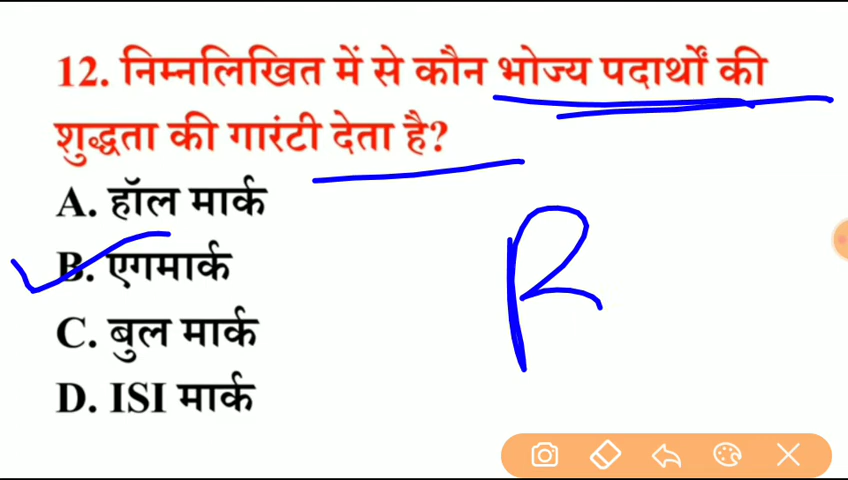 12. निम्नलिखित में से कौन भोज्य पदार्थों की
शुद्धता की गारंटी देता है?
A. हॉल मार्क
B. एगमार्क
C. बुल मार्क
D. ISI मार्क
R